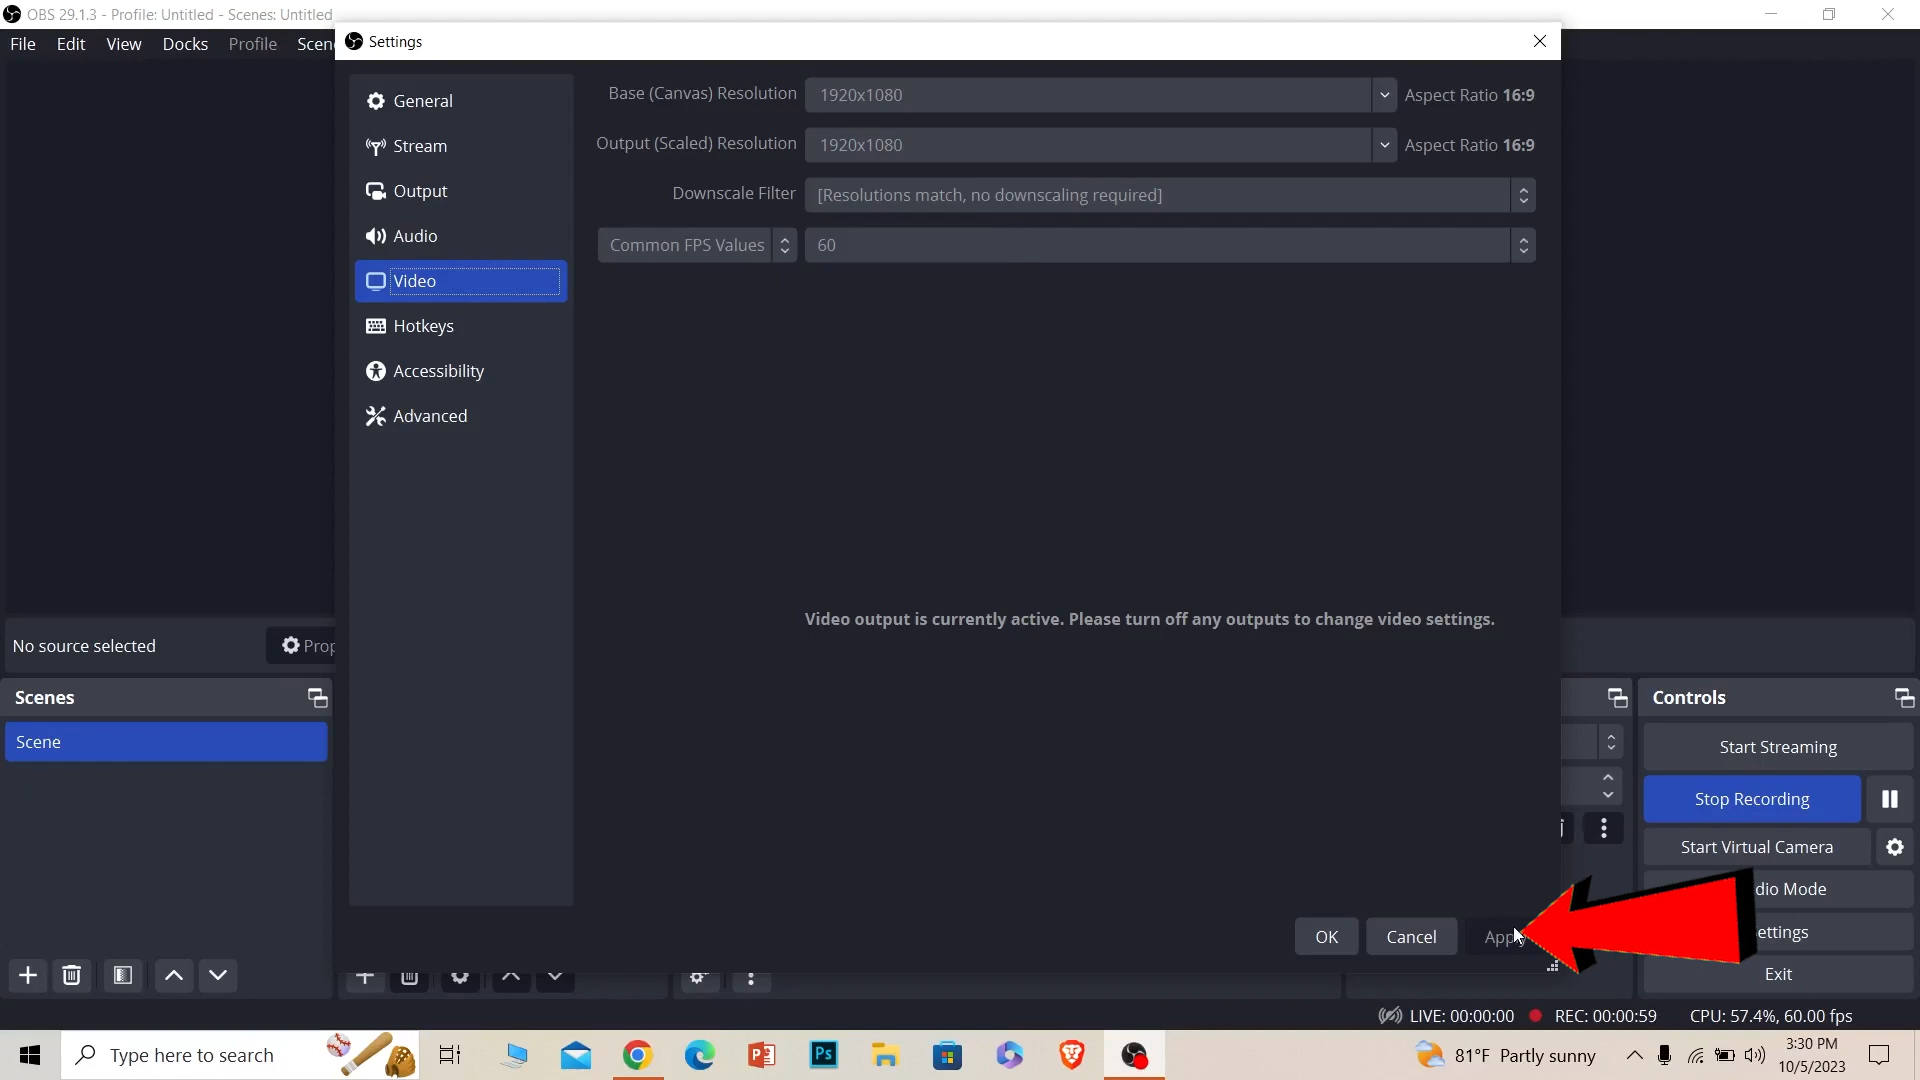 OBS 29.1.3 - Profile: Untitled - Scenes: Untitled
File Edit View Docks Profile Scen
Settings
General
Stream
Output
Audio
Video
Hotkeys
Accessibility
Advanced
Base (Canvas) Resolution 1920x1080 Aspect Ratio 16:9
Output (Scaled) Resolution 1920x1080 Aspect Ratio 16:9
Downscale Filter [Resolutions match, no downscaling required]
Common FPS Values 60
Video output is currently active. Please turn off any outputs to change video settings.
OK Cancel App
No source selected Prop
Scenes
Scene
Controls
Start Streaming
Stop Recording
Start Virtual Camera
dio Mode
ettings
Exit
LIVE: 00:00:00 REC: 00:00:59 CPU: 57.4%, 60.00 fps
Type here to search
Ps
81°F Partly sunny
3:30 PM
10/5/2023